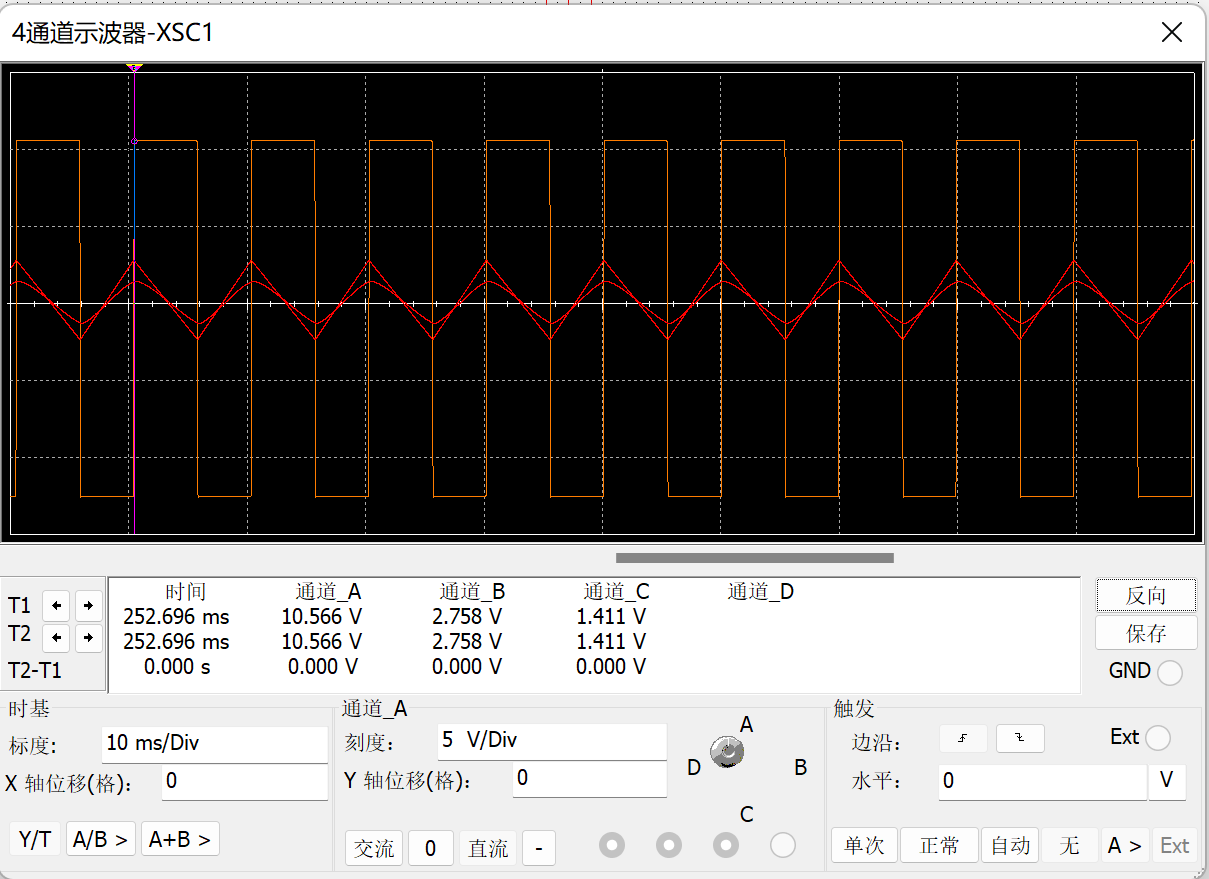 4通道示波器-XSC1
时间 通道_A 通道_B 通道_C 通道_D
T1 252.696 ms 10.566 V 2.758 V 1.411 V
T2 252.696 ms 10.566 V 2.758 V 1.411 V
T2-T1 0.000 s 0.000 V 0.000 V 0.000 V
反向
保存
GND
时基
标度: 10 ms/Div
X 轴位移(格): 0
Y/T A/B > A+B >
通道_A
刻度: 5 V/Div
Y 轴位移(格): 0
交流 0 直流 -
A
D B
C
触发
边沿: Ext
水平: 0 V
单次 正常 自动 无 A > Ext